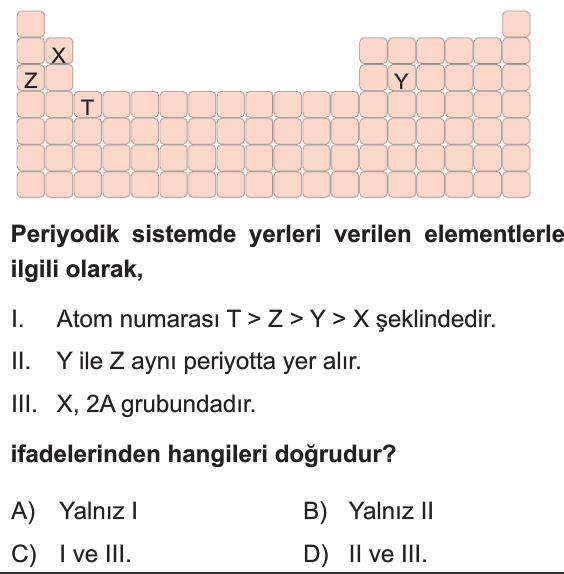 X
Z
Y
T
Periyodik sistemde yerleri verilen elementlerle
ilgili olarak,
I. Atom numarası T > Z > Y > X şeklindedir.
II. Y ile Z aynı periyotta yer alır.
III. X, 2A grubundadır.
ifadelerinden hangileri doğrudur?
A) Yalnız I B) Yalnız II
C) I ve III. D) II ve III.